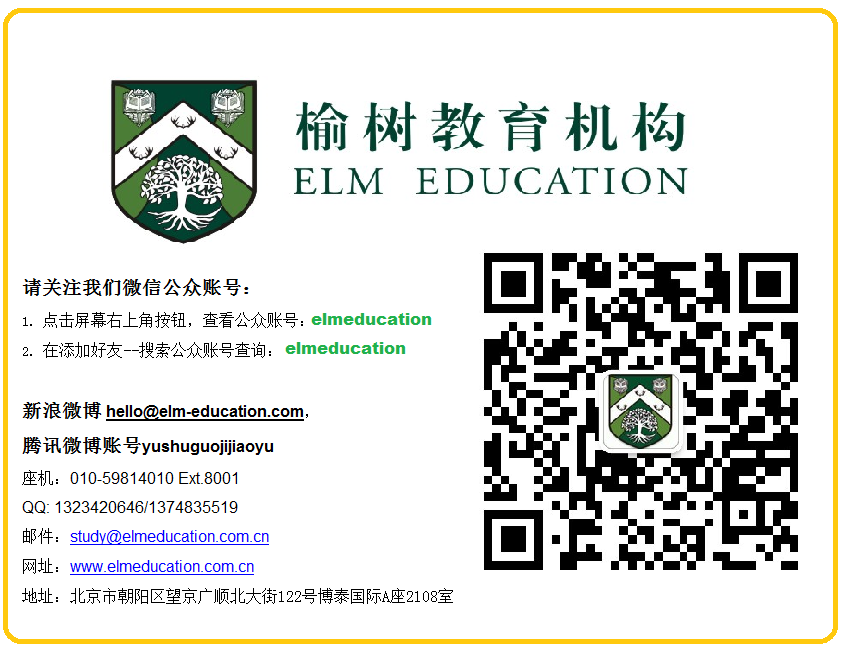 榆树教育机构
ELM EDUCATION
请关注我们微信公众账号：
1. 点击屏幕右上角按钮，查看公众账号：elmeducation
2. 在添加好友--搜索公众账号查询： elmeducation
新浪微博 hello@elm-education.com,
腾讯微博账号yushuguojijiaoyu
座机：010-59814010 Ext.8001
QQ: 1323420646/1374835519
邮件：study@elmeducation.com.cn
网址：www.elmeducation.com.cn
地址：北京市朝阳区望京广顺北大街122号博泰国际A座2108室